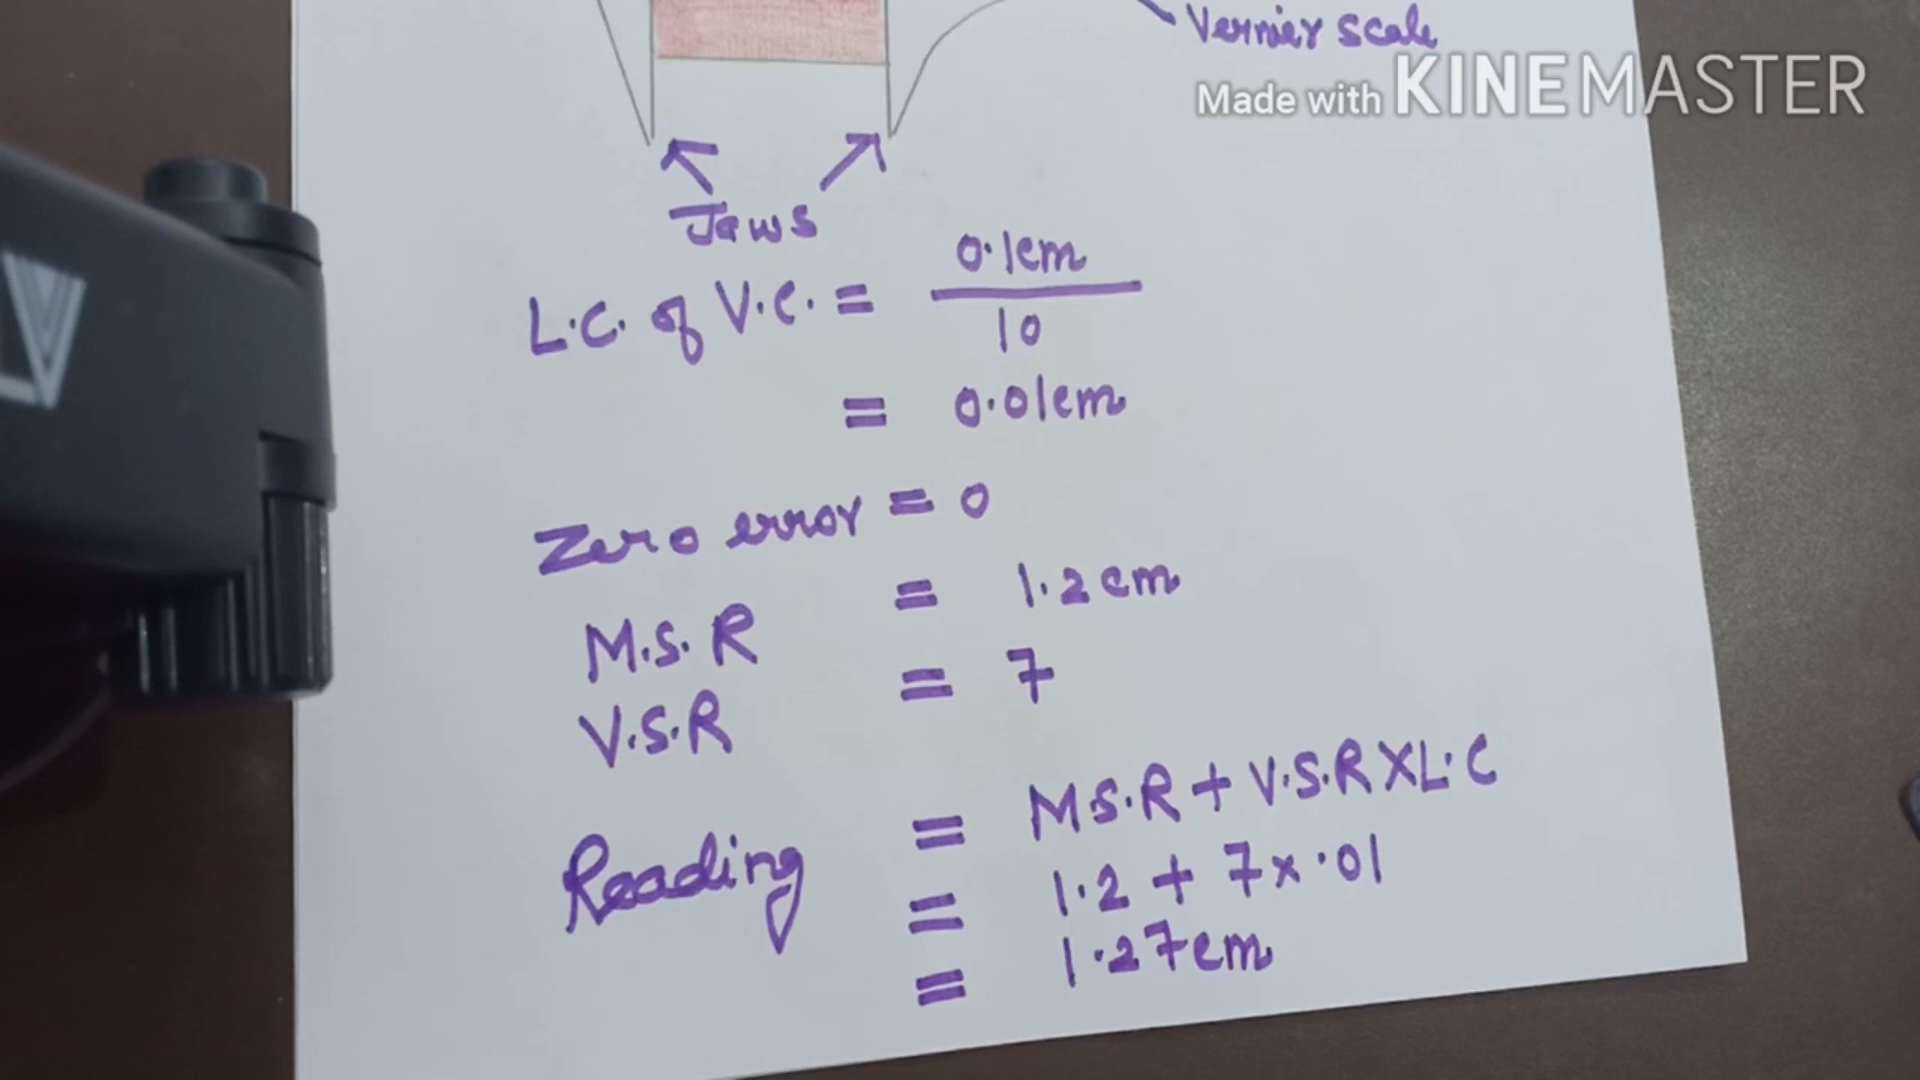 Vernier scale
Made with KINEMASTER
Jaws
L.C. of V.C. = 0.1cm
10
= 0.01cm
Zero error = 0
M.S.R = 1.2cm
V.S.R = 7
Reading = M.S.R + V.S.R X L.C
= 1.2 + 7 x .01
= 1.27cm